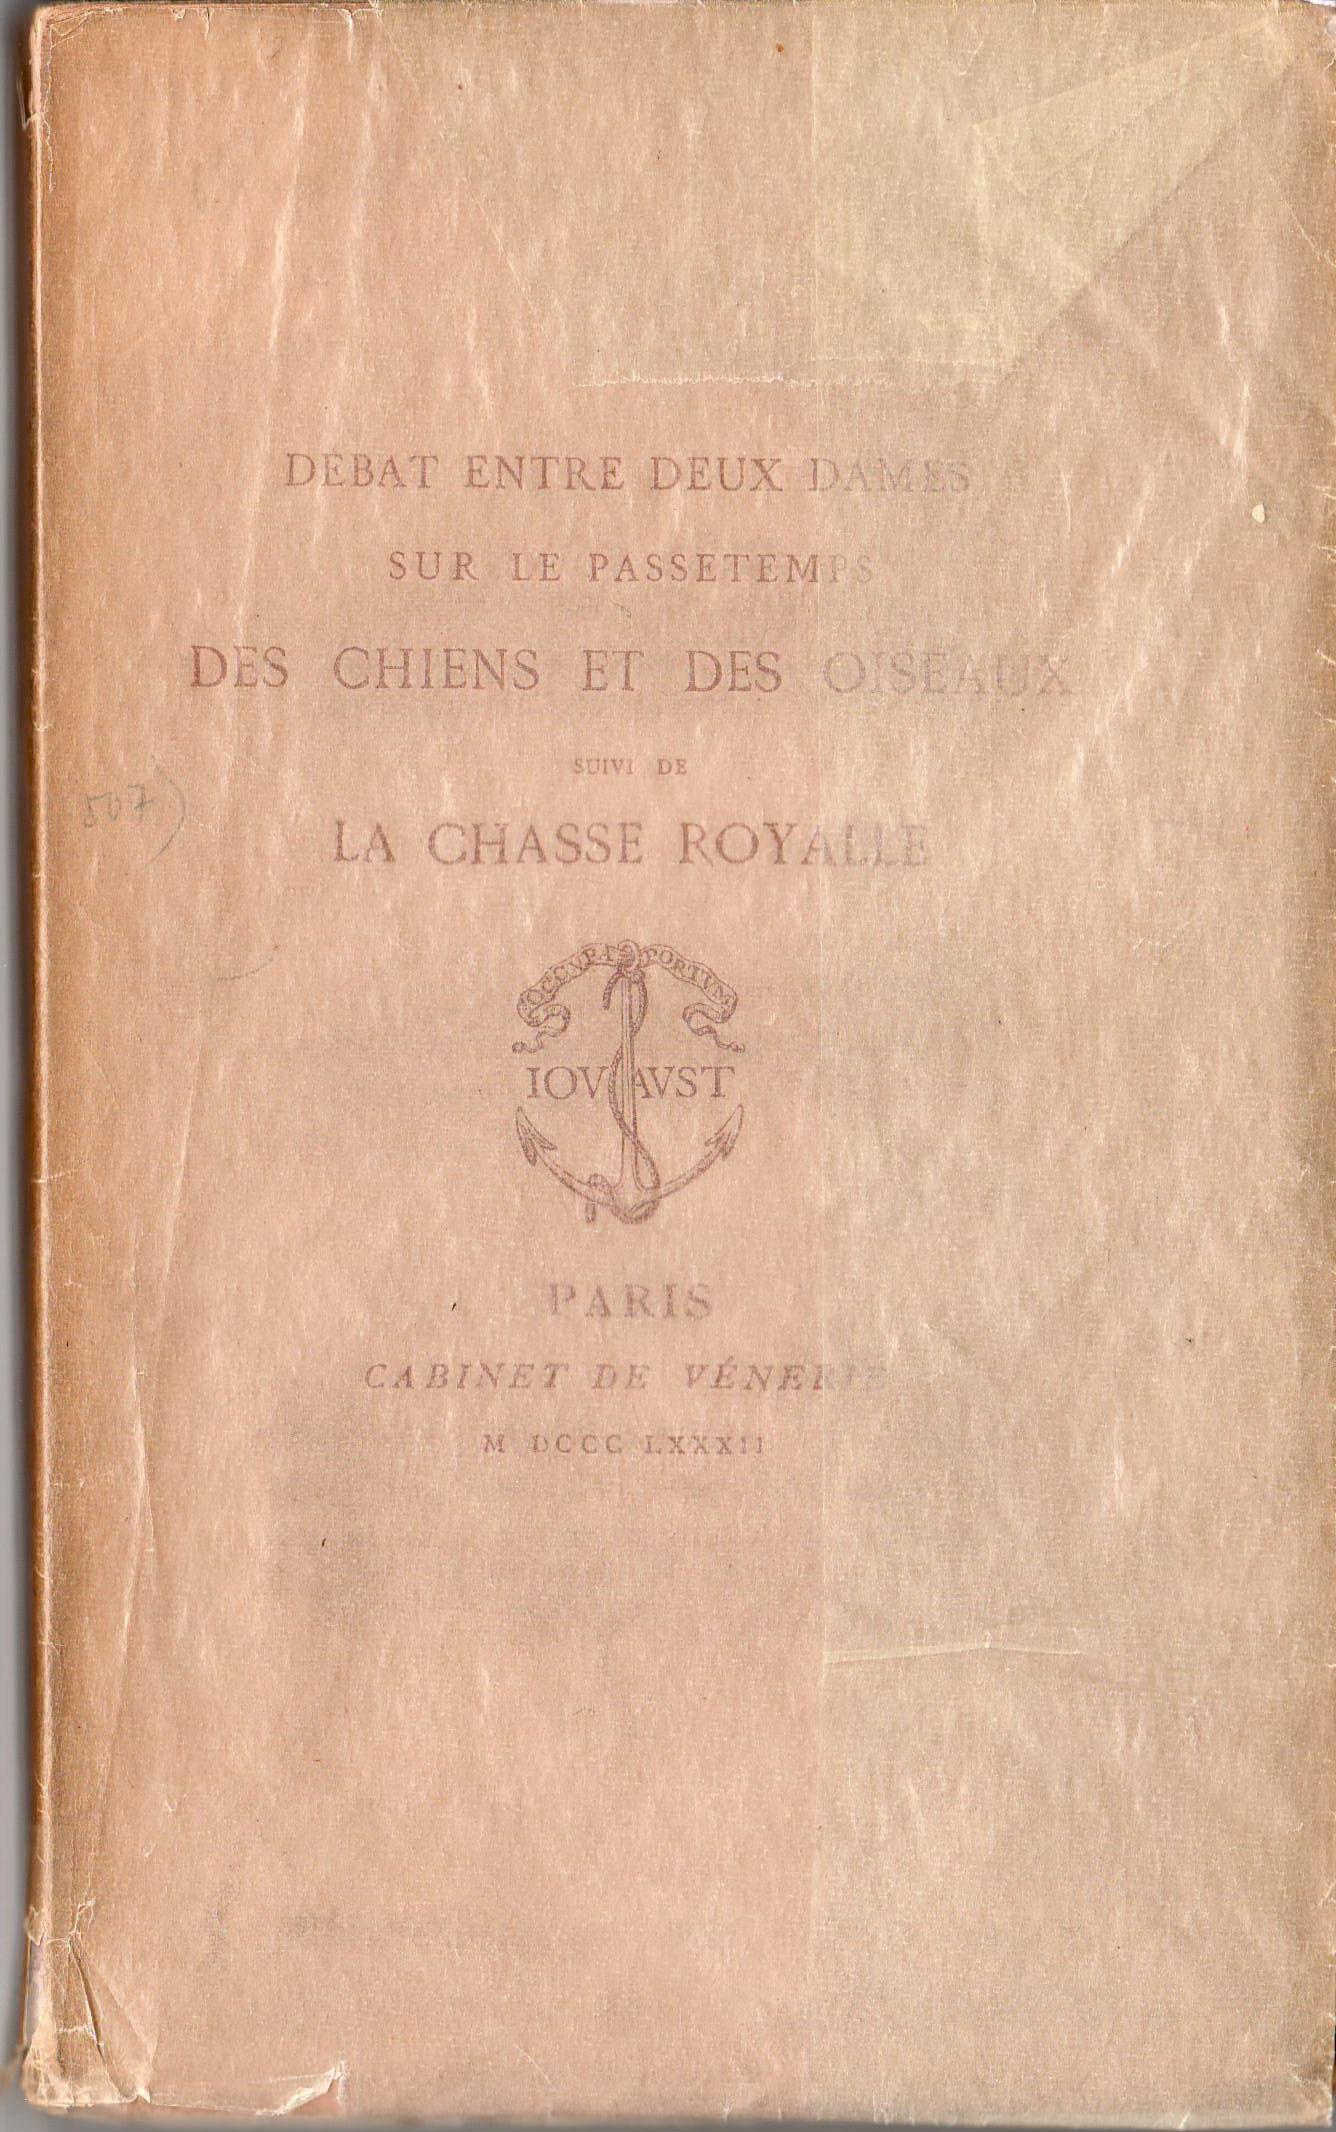 DEBAT ENTRE DEUX DAMES
SUR LE PASSETEMPS
DES CHIENS ET DES OISEAUX
SUIVI DE
507)
LA CHASSE ROYALLE
OCCVPA PORTVM
IOVAVST
PARIS
CABINET DE VÉNERIE
M DCCC LXXXII